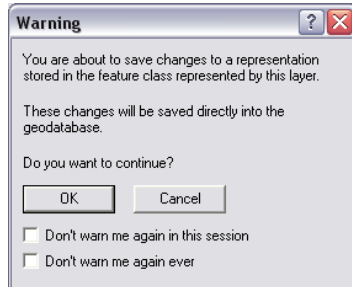 Warning
?
You are about to save changes to a representation
stored in the feature class represented by this layer.
These changes will be saved directly into the
geodatabase.
Do you want to continue?
OK Cancel
Don't warn me again in this session
Don't warn me again ever